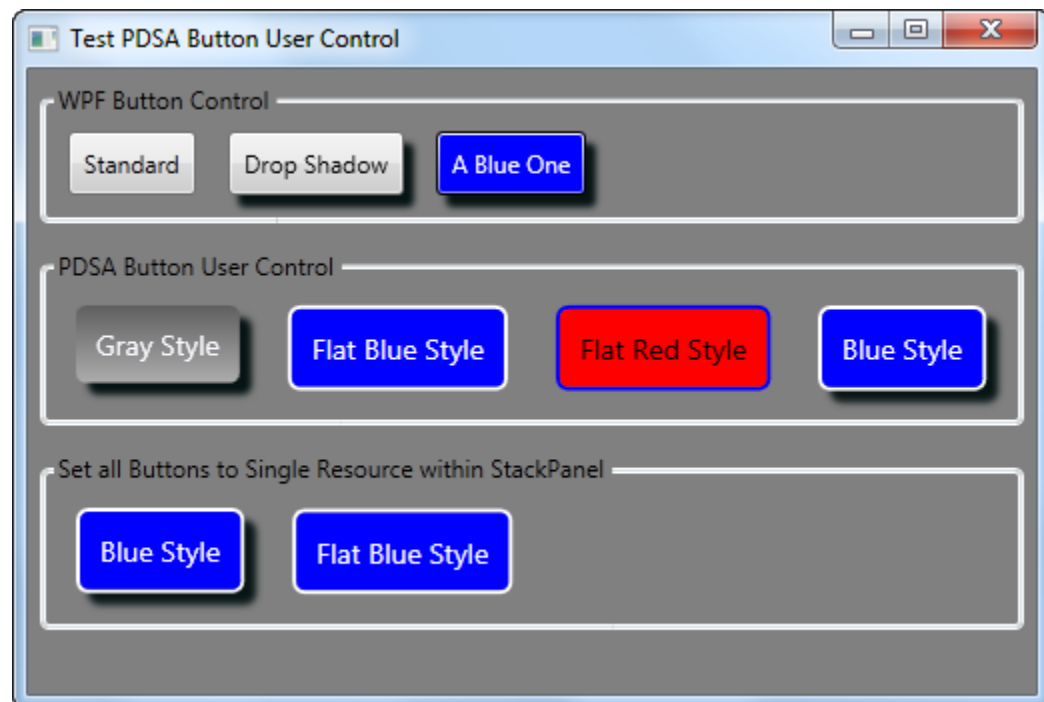 Test PDSA Button User Control
WPF Button Control
Standard Drop Shadow A Blue One
PDSA Button User Control
Gray Style Flat Blue Style Flat Red Style Blue Style
Set all Buttons to Single Resource within StackPanel
Blue Style Flat Blue Style